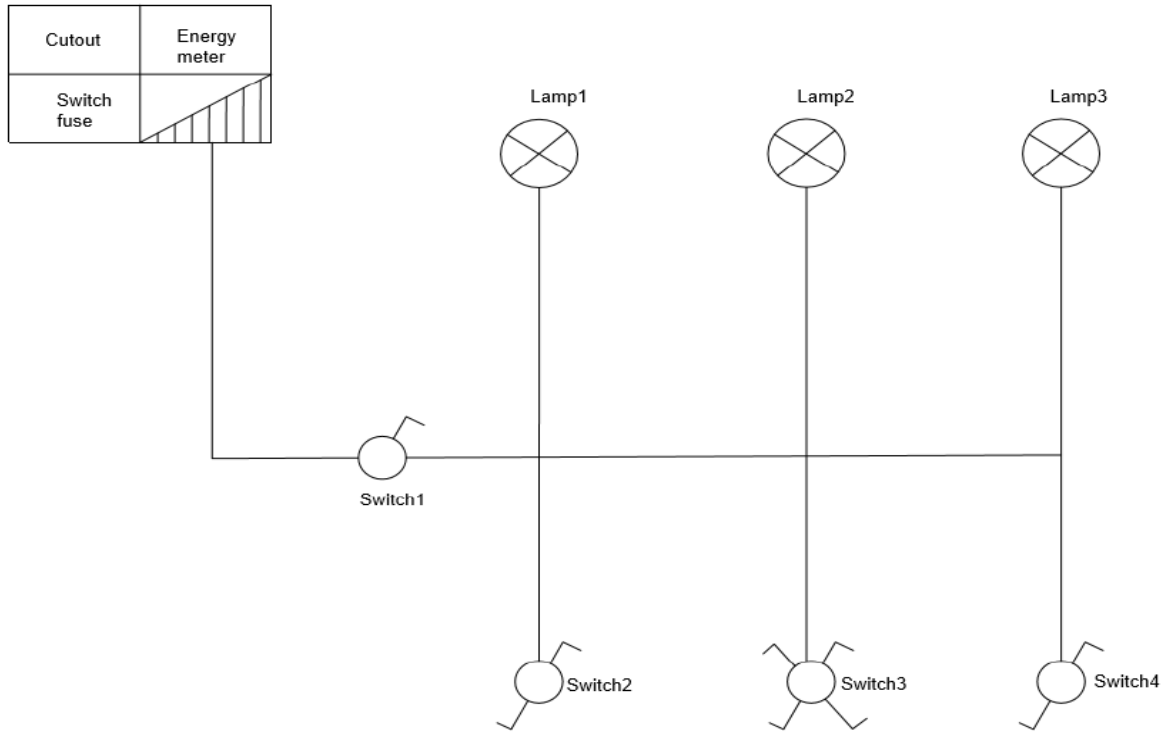 Cutout
Energy
meter
Switch
fuse
Lamp1
Lamp2
Lamp3
Switch1
Switch2
Switch3
Switch4